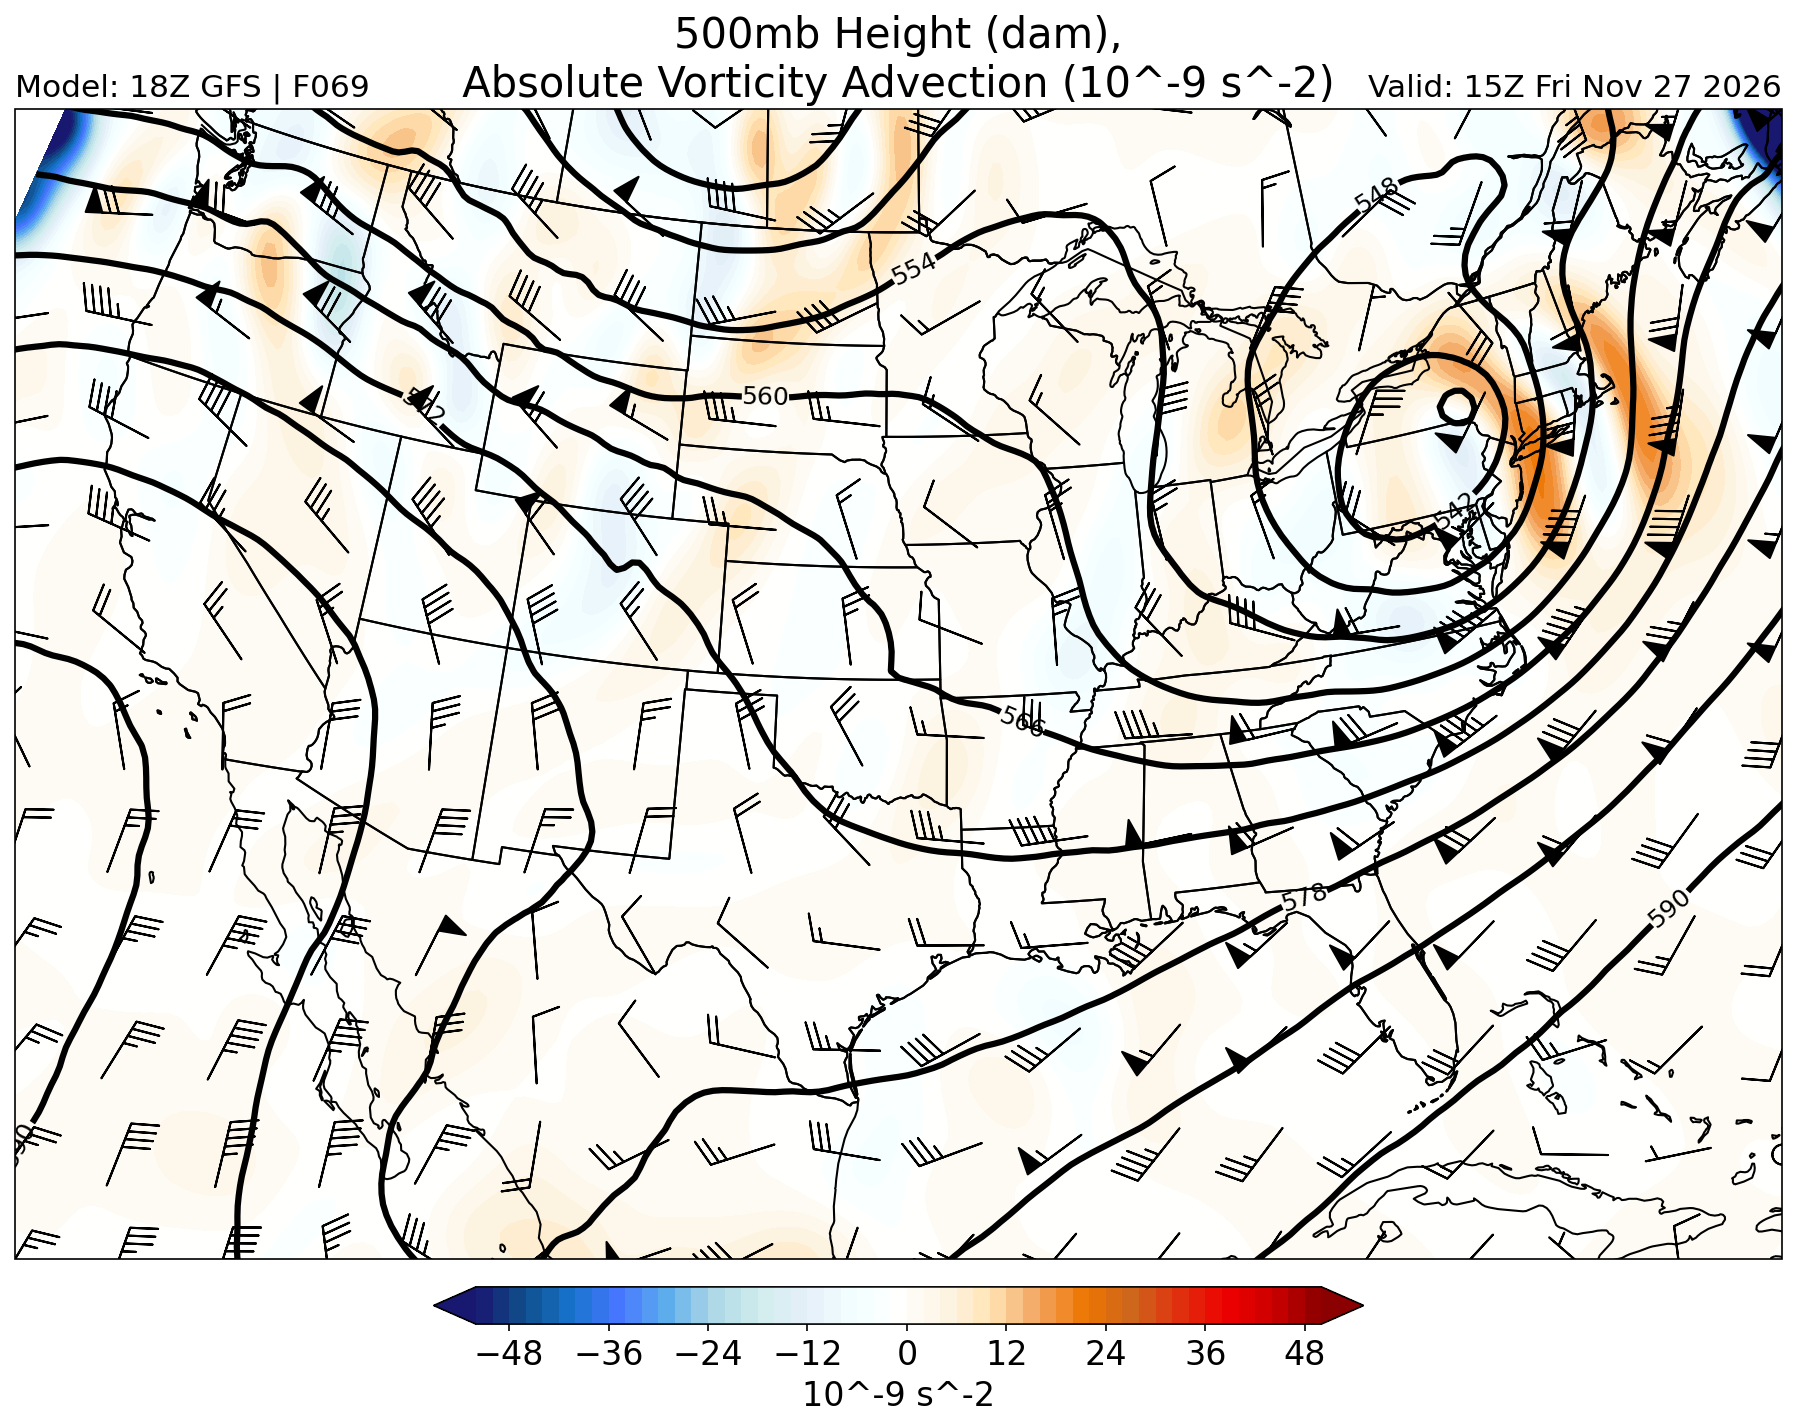 500mb Height (dam),
Model: 18Z GFS | F069
Absolute Vorticity Advection (10^-9 s^-2)
Valid: 15Z Fri Nov 27 2026
548
554
560
542
566
578
590
−48 −36 −24 −12 0 12 24 36 48
10^-9 s^-2